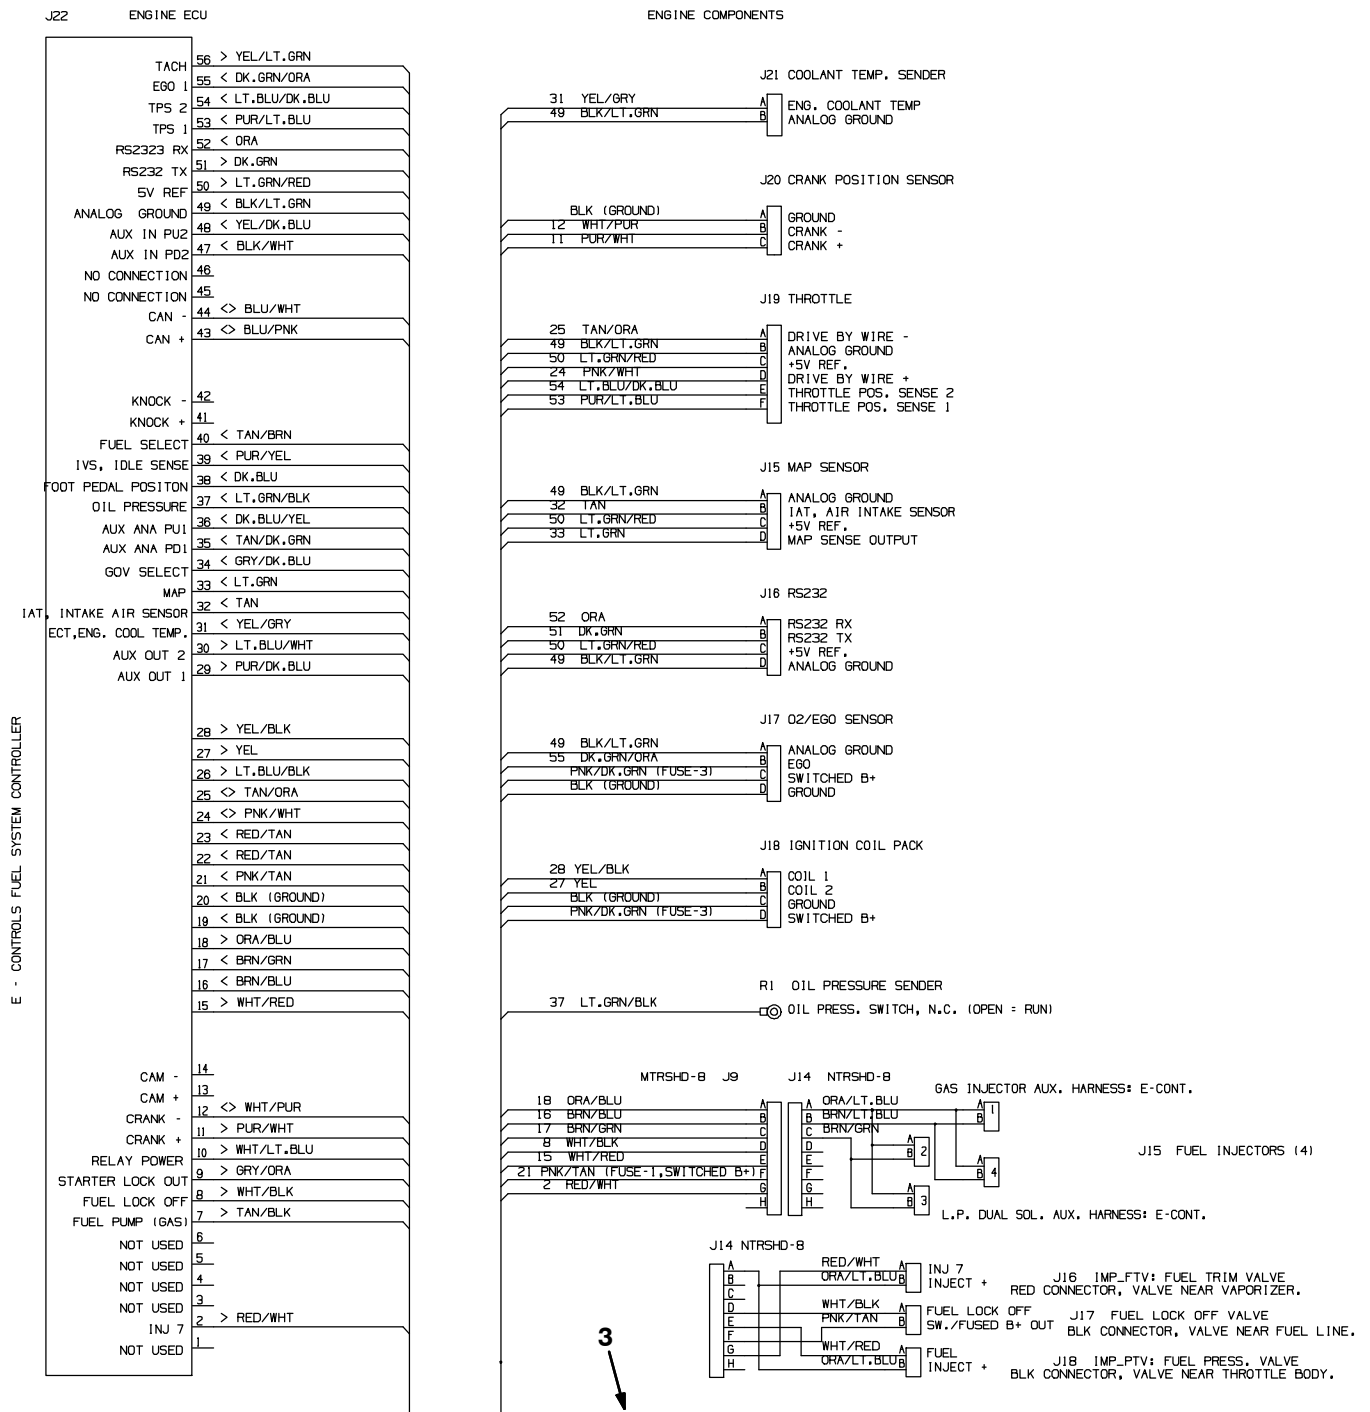 J22 ENGINE ECU
ENGINE COMPONENTS
E - CONTROLS FUEL SYSTEM CONTROLLER
TACH 56 > YEL/LT.GRN
EGO 1 55 < DK.GRN/ORA
TPS 2 54 < LT.BLU/DK.BLU
TPS 1 53 < PUR/LT.BLU
RS2323 RX 52 < ORA
RS232 TX 51 > DK.GRN
5V REF 50 > LT.GRN/RED
ANALOG GROUND 49 < BLK/LT.GRN
AUX IN PU2 48 < YEL/DK.BLU
AUX IN PD2 47 < BLK/WHT
NO CONNECTION 46
NO CONNECTION 45
CAN - 44 <> BLU/WHT
CAN + 43 <> BLU/PNK
KNOCK - 42
KNOCK + 41
FUEL SELECT 40 < TAN/BRN
IVS, IDLE SENSE 39 < PUR/YEL
FOOT PEDAL POSITON 38 < DK.BLU
OIL PRESSURE 37 < LT.GRN/BLK
AUX ANA PU1 36 < DK.BLU/YEL
AUX ANA PD1 35 < TAN/DK.GRN
GOV SELECT 34 < GRY/DK.BLU
MAP 33 < LT.GRN
IAT, INTAKE AIR SENSOR 32 < TAN
ECT,ENG. COOL TEMP. 31 < YEL/GRY
AUX OUT 2 30 > LT.BLU/WHT
AUX OUT 1 29 > PUR/DK.BLU
28 > YEL/BLK
27 > YEL
26 > LT.BLU/BLK
25 <> TAN/ORA
24 <> PNK/WHT
23 < RED/TAN
22 < RED/TAN
21 < PNK/TAN
20 < BLK (GROUND)
19 < BLK (GROUND)
18 > ORA/BLU
17 < BRN/GRN
16 < BRN/BLU
15 > WHT/RED
CAM - 14
CAM + 13
CRANK - 12 <> WHT/PUR
CRANK + 11 > PUR/WHT
RELAY POWER 10 > WHT/LT.BLU
STARTER LOCK OUT 9 > GRY/ORA
FUEL LOCK OFF 8 > WHT/BLK
FUEL PUMP (GAS) 7 > TAN/BLK
NOT USED 6
NOT USED 5
NOT USED 4
NOT USED 3
INJ 7 2 > RED/WHT
NOT USED 1
J21 COOLANT TEMP. SENDER
31 YEL/GRY A ENG. COOLANT TEMP
49 BLK/LT.GRN B ANALOG GROUND
J20 CRANK POSITION SENSOR
BLK (GROUND) A GROUND
12 WHT/PUR B CRANK -
11 PUR/WHT C CRANK +
J19 THROTTLE
25 TAN/ORA A DRIVE BY WIRE -
49 BLK/LT.GRN B ANALOG GROUND
50 LT.GRN/RED C +5V REF.
24 PNK/WHT D DRIVE BY WIRE +
54 LT.BLU/DK.BLU E THROTTLE POS. SENSE 2
53 PUR/LT.BLU F THROTTLE POS. SENSE 1
J15 MAP SENSOR
49 BLK/LT.GRN A ANALOG GROUND
32 TAN B IAT, AIR INTAKE SENSOR
50 LT.GRN/RED C +5V REF.
33 LT.GRN D MAP SENSE OUTPUT
J16 RS232
52 ORA A RS232 RX
51 DK.GRN B RS232 TX
50 LT.GRN/RED C +5V REF.
49 BLK/LT.GRN D ANALOG GROUND
J17 O2/EGO SENSOR
49 BLK/LT.GRN A ANALOG GROUND
55 DK.GRN/ORA B EGO
PNK/DK.GRN (FUSE-3) C SWITCHED B+
BLK (GROUND) D GROUND
J18 IGNITION COIL PACK
28 YEL/BLK A COIL 1
27 YEL B COIL 2
BLK (GROUND) C GROUND
PNK/DK.GRN (FUSE-3) D SWITCHED B+
R1 OIL PRESSURE SENDER
37 LT.GRN/BLK OIL PRESS. SWITCH, N.C. (OPEN = RUN)
MTRSHD-8 J9 J14 NTRSHD-8
GAS INJECTOR AUX. HARNESS: E-CONT.
18 ORA/BLU A A ORA/LT.BLU
16 BRN/BLU B B BRN/LT.BLU
17 BRN/GRN C C BRN/GRN
8 WHT/BLK D D
15 WHT/RED E E
21 PNK/TAN (FUSE-1,SWITCHED B+) F F
2 RED/WHT G G
H H
A B 1
A B 2
A B 4
A B 3
J15 FUEL INJECTORS (4)
L.P. DUAL SOL. AUX. HARNESS: E-CONT.
J14 NTRSHD-8
A
B
C
D
E
F
G
H
RED/WHT A INJ 7
ORA/LT.BLU B INJECT +
J16 IMP_FTV: FUEL TRIM VALVE
RED CONNECTOR, VALVE NEAR VAPORIZER.
WHT/BLK A FUEL LOCK OFF
PNK/TAN B SW./FUSED B+ OUT
J17 FUEL LOCK OFF VALVE
BLK CONNECTOR, VALVE NEAR FUEL LINE.
WHT/RED A FUEL
ORA/LT.BLU B INJECT +
J18 IMP_PTV: FUEL PRESS. VALVE
BLK CONNECTOR, VALVE NEAR THROTTLE BODY.
3